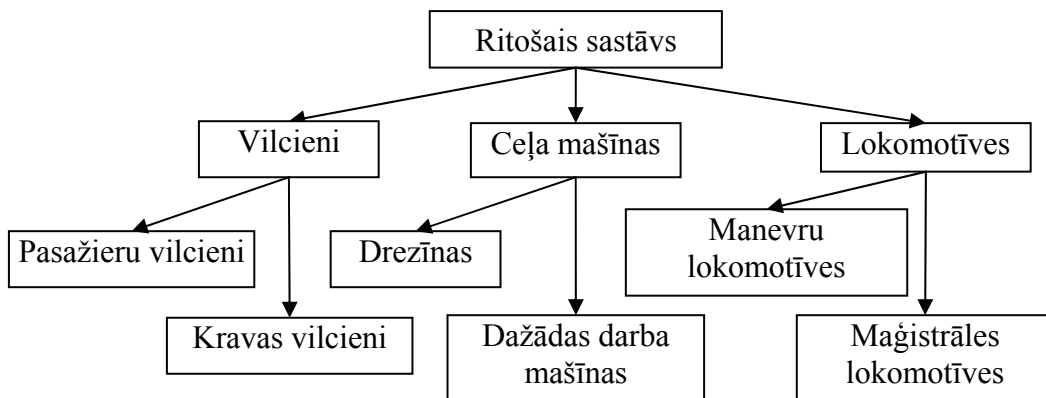 Ritošais sastāvs
Vilcieni
Ceļa mašīnas
Lokomotīves
Pasažieru vilcieni
Drezīnas
Manevru
lokomotīves
Kravas vilcieni
Dažādas darba
mašīnas
Maģistrāles
lokomotīves